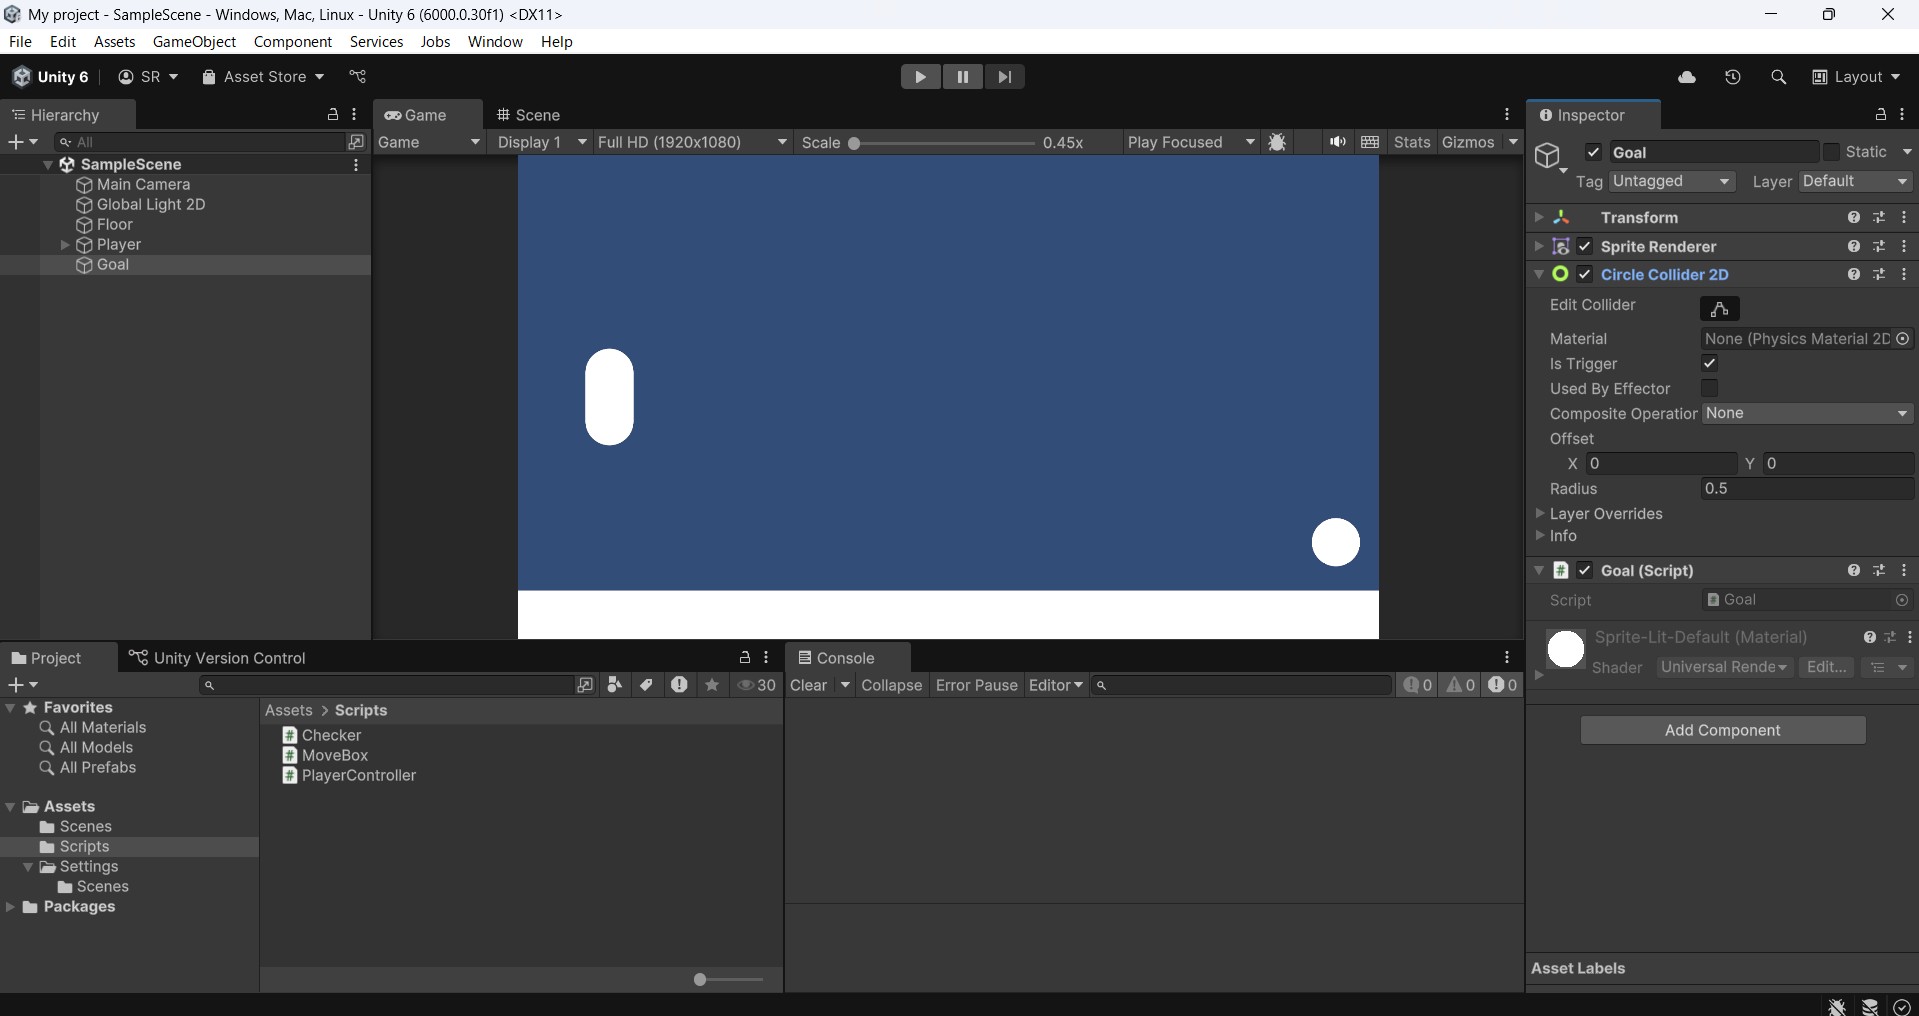 My project - SampleScene - Windows, Mac, Linux - Unity 6 (6000.0.30f1) <DX11>
File Edit Assets GameObject Component Services Jobs Window Help
Unity 6 SR Asset Store Layout
Hierarchy
All
SampleScene
Main Camera
Global Light 2D
Floor
Player
Goal
Game Scene
Game Display 1 Full HD (1920x1080) Scale 0.45x Play Focused Stats Gizmos
Inspector
Goal Static
Tag Untagged Layer Default
Transform
Sprite Renderer
Circle Collider 2D
Edit Collider
Material None (Physics Material 2D
Is Trigger
Used By Effector
Composite Operation None
Offset
X 0 Y 0
Radius 0.5
Layer Overrides
Info
Goal (Script)
Script Goal
Sprite-Lit-Default (Material)
Shader Universal Rende Edit...
Add Component
Asset Labels
Project Unity Version Control
30
Favorites
All Materials
All Models
All Prefabs
Assets
Scenes
Scripts
Settings
Scenes
Packages
Assets > Scripts
Checker
MoveBox
PlayerController
Console
Clear Collapse Error Pause Editor 0 0 0